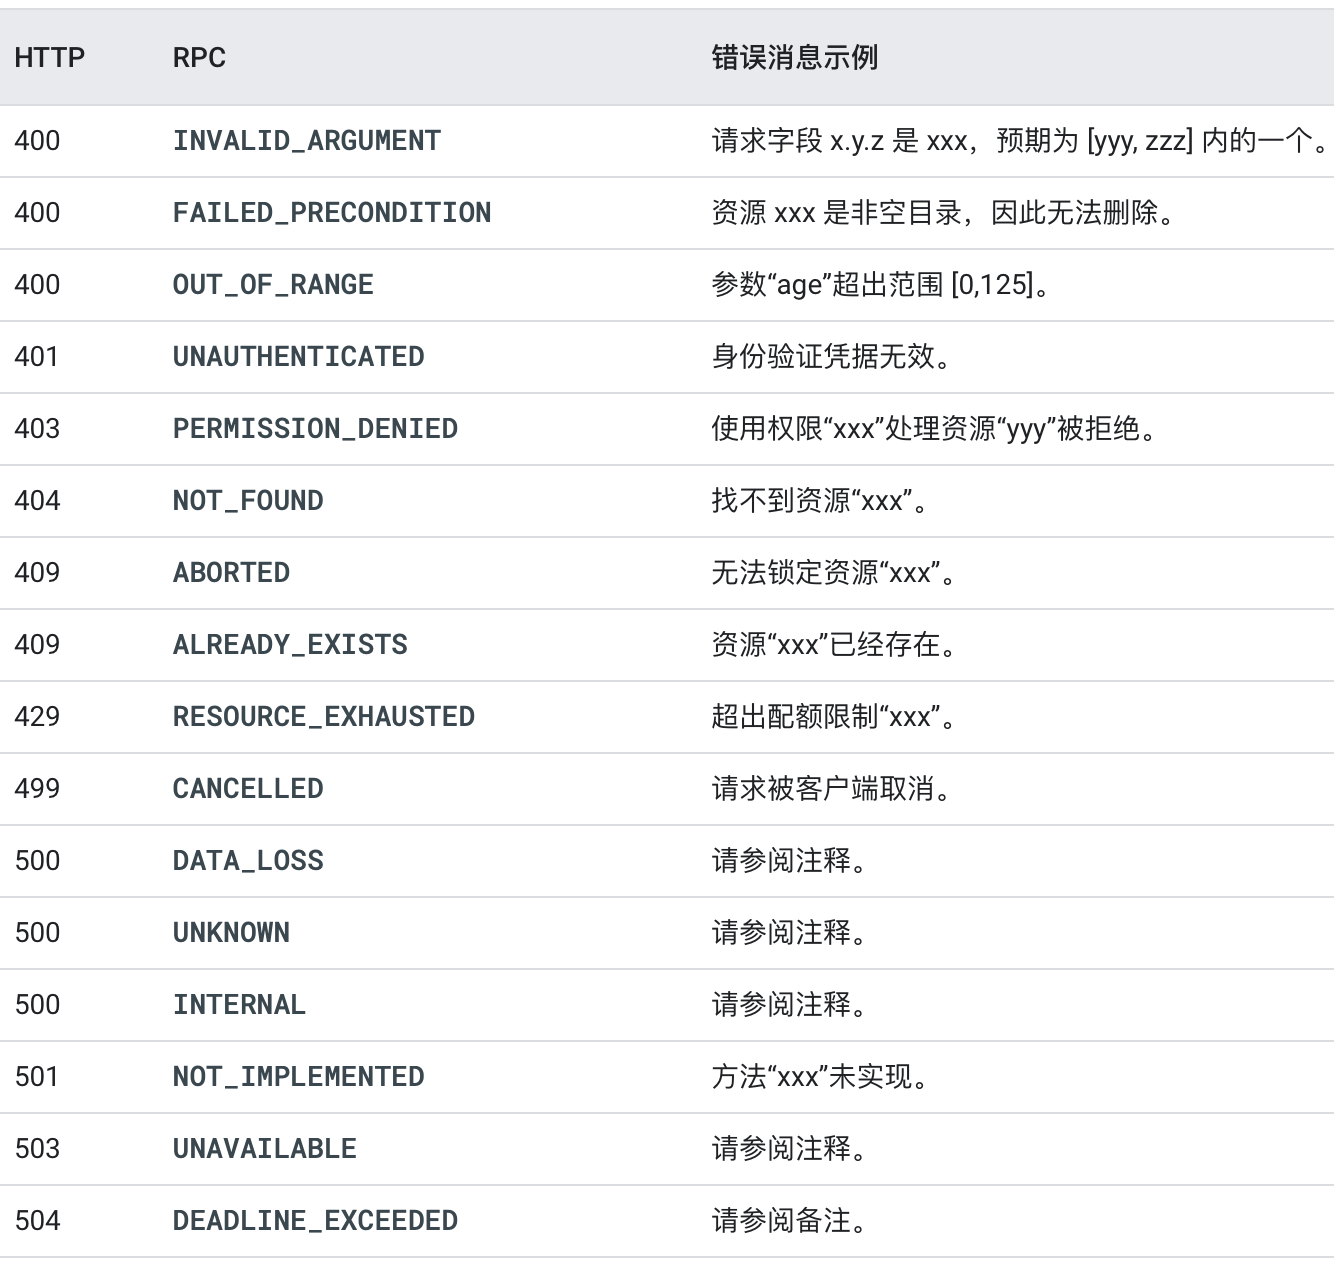 HTTP RPC 错误消息示例
400 INVALID_ARGUMENT 请求字段 x.y.z 是 xxx，预期为 [yyy, zzz] 内的一个。
400 FAILED_PRECONDITION 资源 xxx 是非空目录，因此无法删除。
400 OUT_OF_RANGE 参数“age”超出范围 [0,125]。
401 UNAUTHENTICATED 身份验证凭据无效。
403 PERMISSION_DENIED 使用权限“xxx”处理资源“yyy”被拒绝。
404 NOT_FOUND 找不到资源“xxx”。
409 ABORTED 无法锁定资源“xxx”。
409 ALREADY_EXISTS 资源“xxx”已经存在。
429 RESOURCE_EXHAUSTED 超出配额限制“xxx”。
499 CANCELLED 请求被客户端取消。
500 DATA_LOSS 请参阅注释。
500 UNKNOWN 请参阅注释。
500 INTERNAL 请参阅注释。
501 NOT_IMPLEMENTED 方法“xxx”未实现。
503 UNAVAILABLE 请参阅注释。
504 DEADLINE_EXCEEDED 请参阅备注。